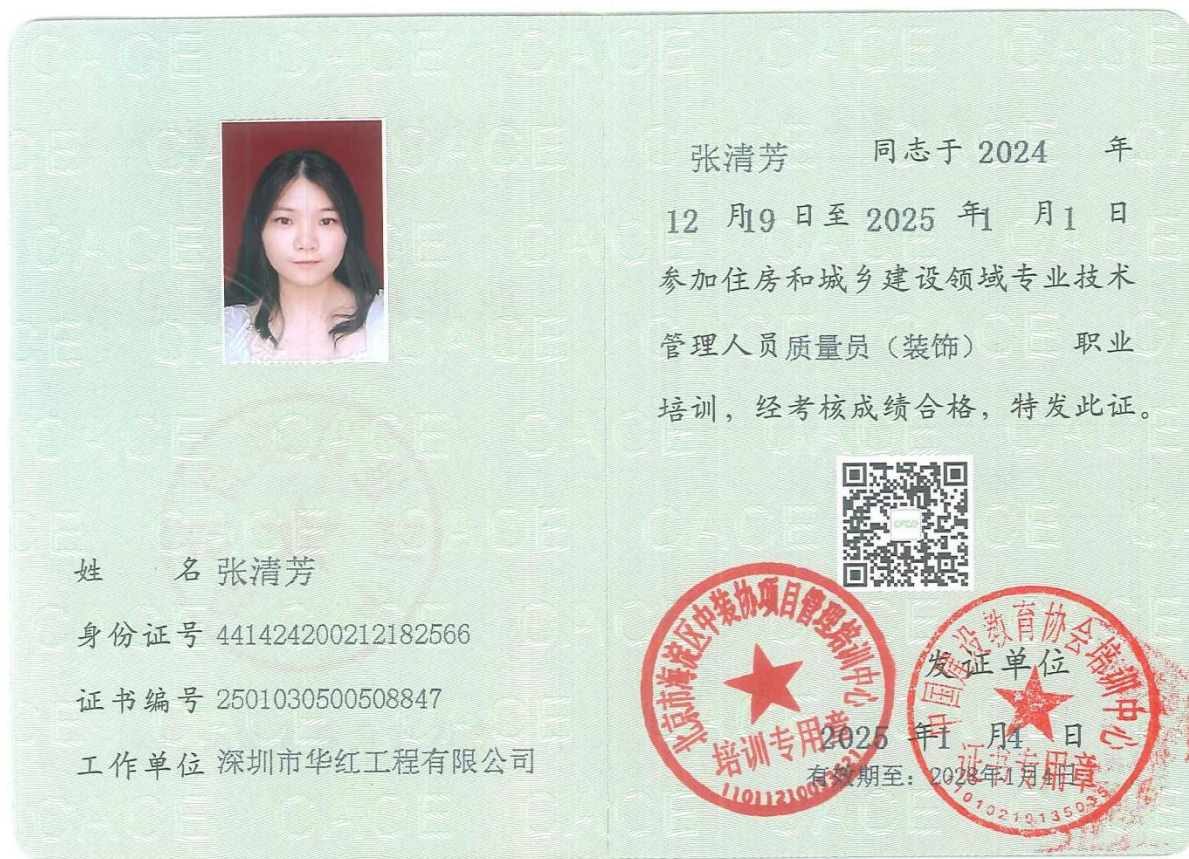 姓 名 张清芳
身份证号 441424200212182566
证书编号 2501030500508847
工作单位 深圳市华红工程有限公司
张清芳 同志于 2024 年
12 月19 日至 2025 年1 月1 日
参加住房和城乡建设领域专业技术
管理人员质量员（装饰） 职业
培训，经考核成绩合格，特发此证。
北京市海淀区中装协项目管理培训中心
培训专用章
中国建设教育协会培训中心
证书专用章
发证单位
2025 年1 月4 日
有效期至：2028年1月4日
CACE